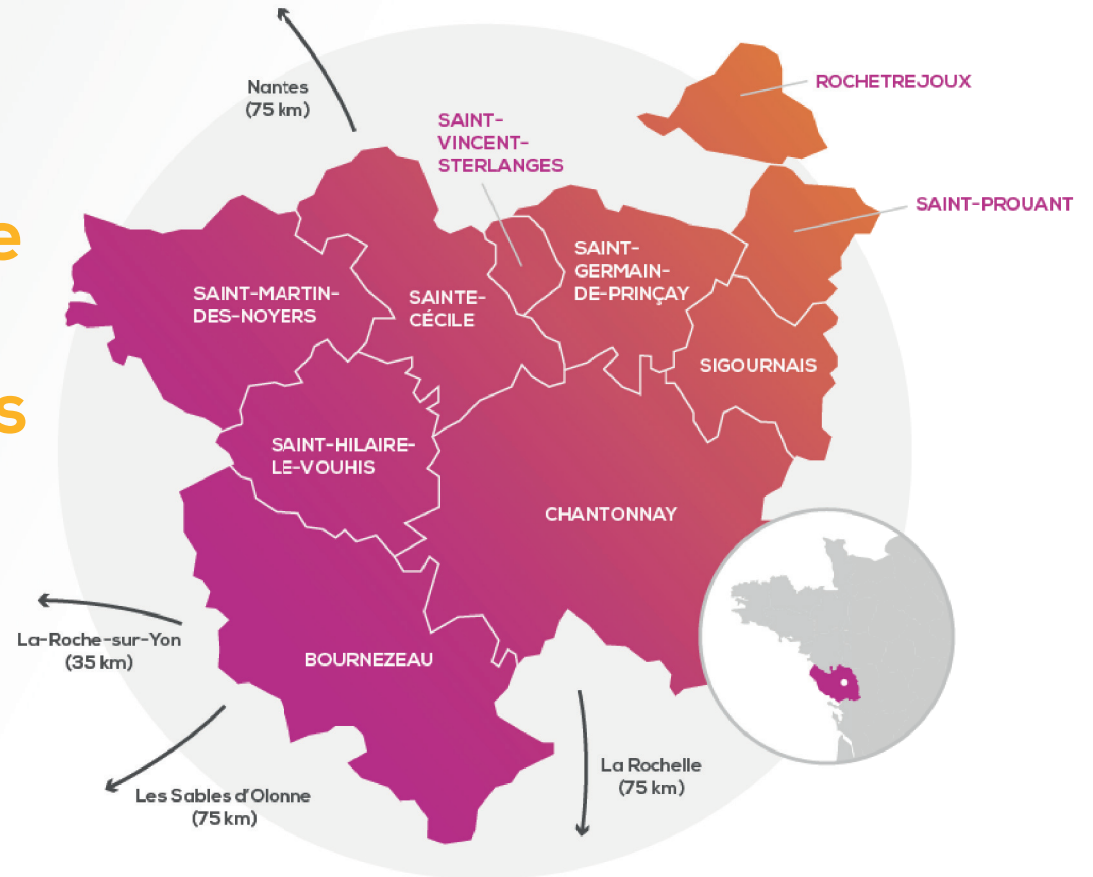 Nantes
(75 km)
ROCHETREJOUX
SAINT-
VINCENT-
STERLANGES
SAINT-PROUANT
e
SAINT-
GERMAIN-
DE-PRINÇAY
SAINT-MARTIN-
DES-NOYERS
SAINTE-
CÉCILE
SIGOURNAIS
s
SAINT-HILAIRE-
LE-VOUHIS
CHANTONNAY
La-Roche-sur-Yon
(35 km)
BOURNEZEAU
La Rochelle
(75 km)
Les Sables d'Olonne
(75 km)